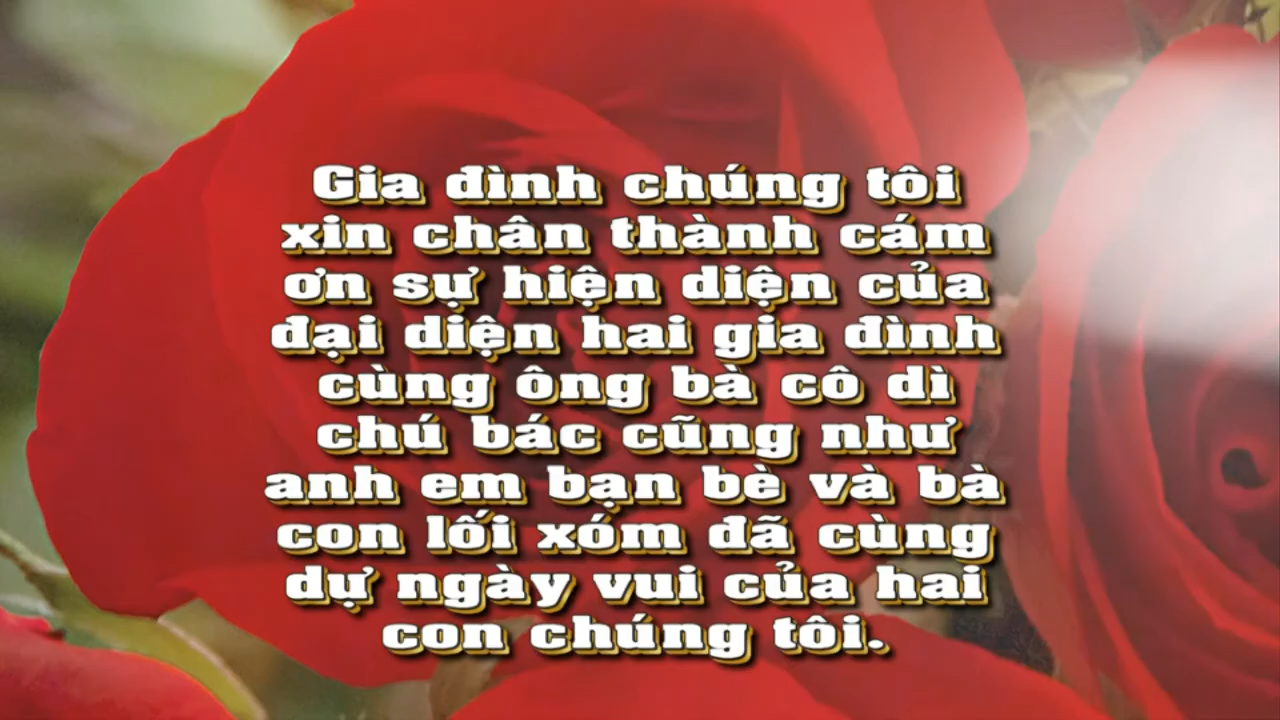 Gia đình chúng tôi
xin chân thành cám
ơn sự hiện diện của
đại diện hai gia đình
cùng ông bà cô dì
chú bác cũng như
anh em bạn bè và bà
con lối xóm đã cùng
dự ngày vui của hai
con chúng tôi.